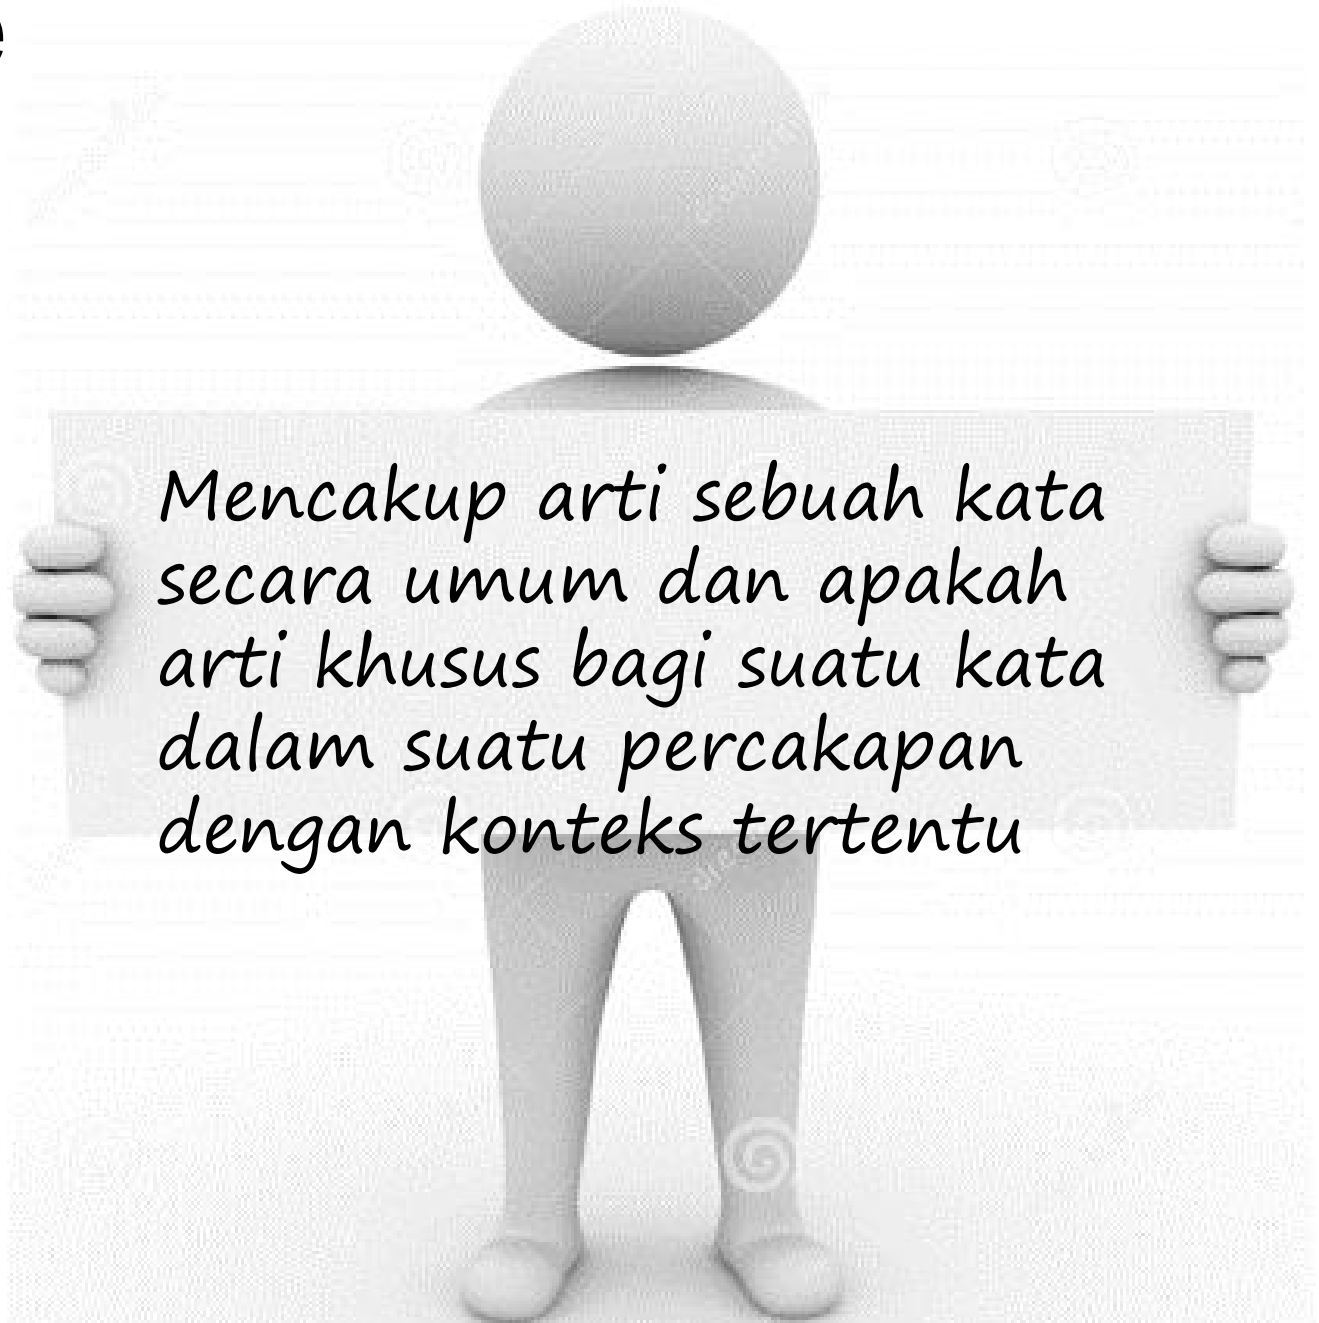 e
Mencakup arti sebuah kata
secara umum dan apakah
arti khusus bagi suatu kata
dalam suatu percakapan
dengan konteks tertentu